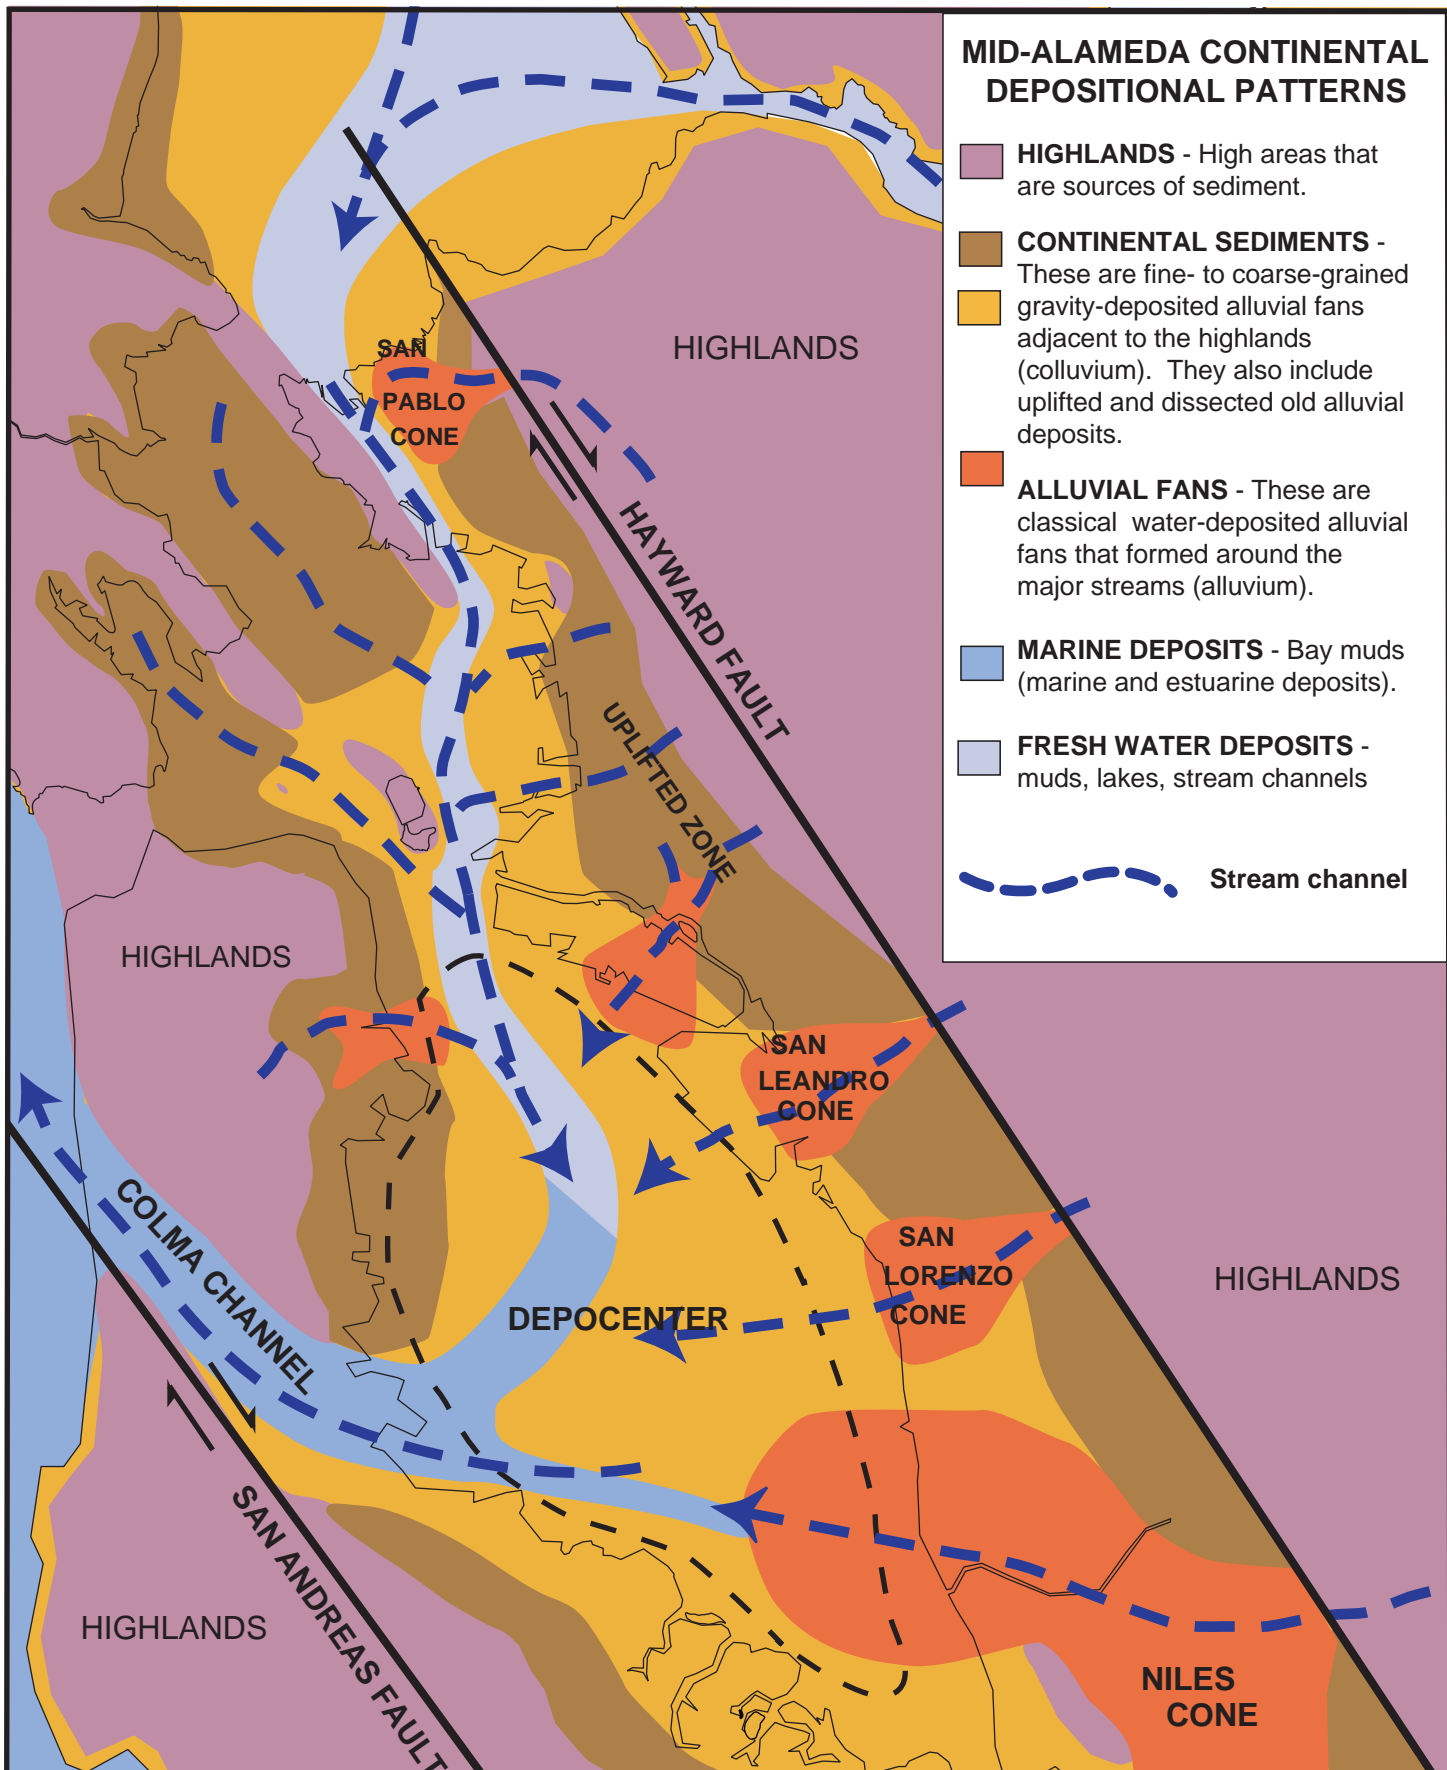 MID-ALAMEDA CONTINENTAL
DEPOSITIONAL PATTERNS
HIGHLANDS - High areas that
are sources of sediment.
CONTINENTAL SEDIMENTS -
These are fine- to coarse-grained
gravity-deposited alluvial fans
adjacent to the highlands
(colluvium).  They also include
uplifted and dissected old alluvial
deposits.
ALLUVIAL FANS - These are
classical  water-deposited alluvial
fans that formed around the
major streams (alluvium).
MARINE DEPOSITS - Bay muds
(marine and estuarine deposits).
FRESH WATER DEPOSITS -
muds, lakes, stream channels
Stream channel
HIGHLANDS
SAN
PABLO
CONE
HAYWARD FAULT
UPLIFTED ZONE
HIGHLANDS
SAN
LEANDRO
CONE
COLMA CHANNEL
SAN
LORENZO
CONE
HIGHLANDS
DEPOCENTER
SAN ANDREAS FAULT
HIGHLANDS
NILES
CONE